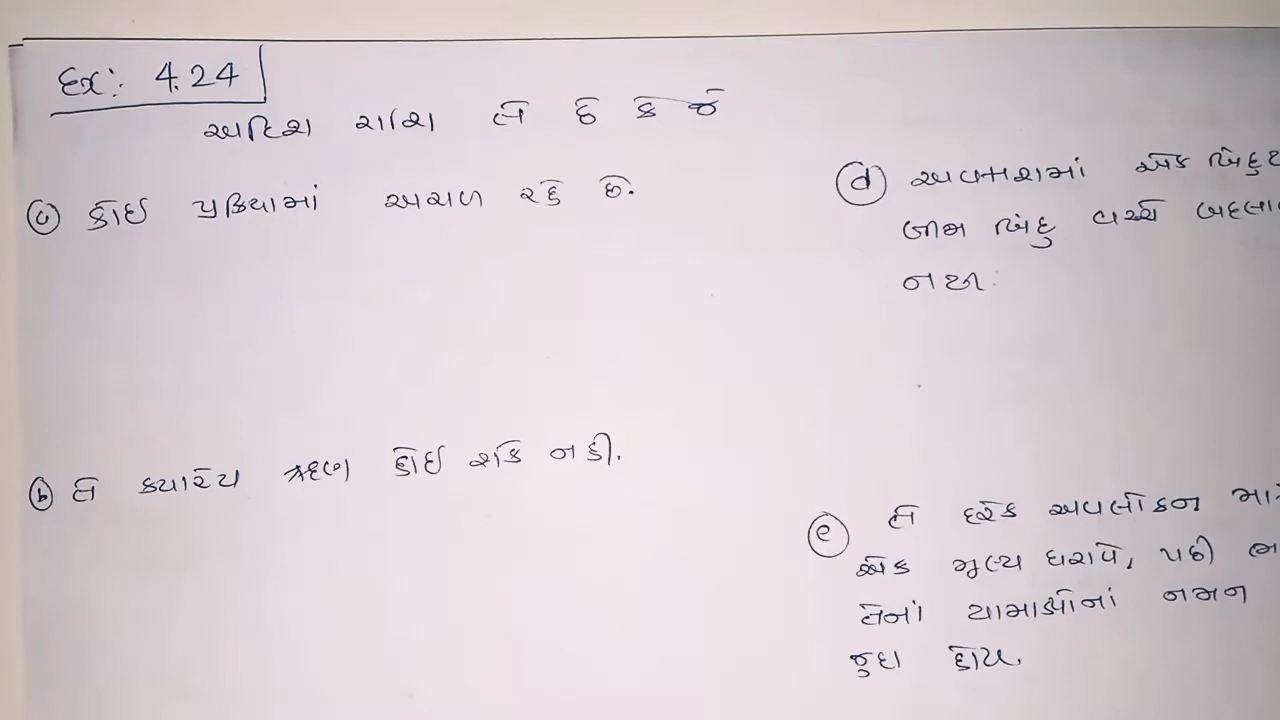 Ex: 4.24
અદિશ રાશિ તે છે કે જે
(a) કોઈ પ્રક્રિયામાં અચળ રહે છે.
(b) તે ક્યારેય ઋણ હોઈ શકે નહી.
(d) અવકાશમાં એક બિંદુથ
બીજા બિંદુ વચ્ચે બદલા
નથી.
(e) તે દરેક અવલોકન મા
એક મૂલ્ય ધરાવે, પછી
તેનાં યામાક્ષોનાં નમન
જુદા હોય.